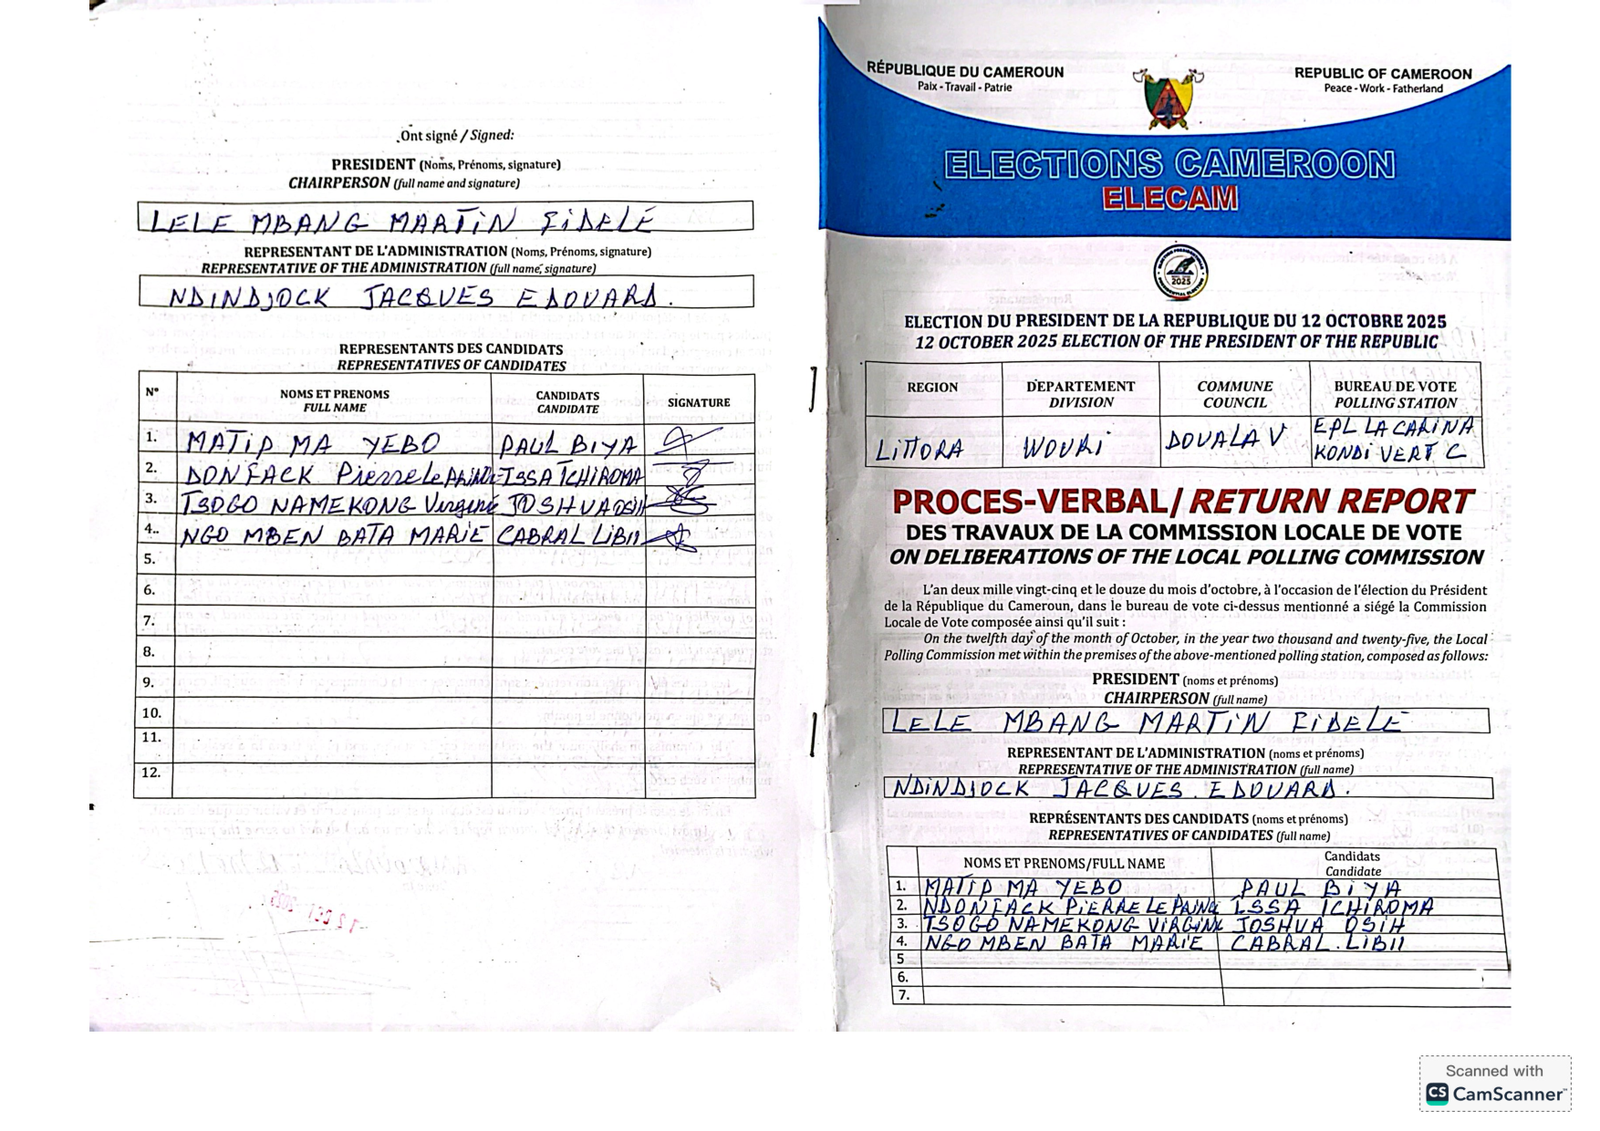 Ont signé / Signed:
PRESIDENT (Noms, Prénoms, signature)
CHAIRPERSON (full name and signature)
LELE MBANG MARTIN FIDELE
REPRESENTANT DE L'ADMINISTRATION (Noms, Prénoms, signature)
REPRESENTATIVE OF THE ADMINISTRATION (full name, signature)
NDINDJOCK JACQUES EDOUARD.
REPRESENTANTS DES CANDIDATS
REPRESENTATIVES OF CANDIDATES
N° NOMS ET PRENOMS FULL NAME CANDIDATS CANDIDATE SIGNATURE
1. MATIP MA YEBO PAUL BIYA
2. DONFACK Pierre Le ISSA TCHIROMA
3. TSOGO NAMEKONG Virginie JOSHUA OSIH
4. NGO MBEN BATA MARIE CABRAL LIBII
5.
6.
7.
8.
9.
10.
11.
12.
RÉPUBLIQUE DU CAMEROUN
Paix - Travail - Patrie
REPUBLIC OF CAMEROON
Peace - Work - Fatherland
ELECTIONS CAMEROON
ELECAM
2025
ELECTION DU PRESIDENT DE LA REPUBLIQUE DU 12 OCTOBRE 2025
12 OCTOBER 2025 ELECTION OF THE PRESIDENT OF THE REPUBLIC
REGION DEPARTEMENT DIVISION COMMUNE COUNCIL BUREAU DE VOTE POLLING STATION
LITTORA WOURI DOUALA V EPL LA CARINA KONDI VERT C
PROCES-VERBAL/ RETURN REPORT
DES TRAVAUX DE LA COMMISSION LOCALE DE VOTE
ON DELIBERATIONS OF THE LOCAL POLLING COMMISSION
L'an deux mille vingt-cinq et le douze du mois d'octobre, à l'occasion de l'élection du Président
de la République du Cameroun, dans le bureau de vote ci-dessus mentionné a siégé la Commission
Locale de Vote composée ainsi qu'il suit :
On the twelfth day of the month of October, in the year two thousand and twenty-five, the Local
Polling Commission met within the premises of the above-mentioned polling station, composed as follows:
PRESIDENT (noms et prénoms)
CHAIRPERSON (full name)
LELE MBANG MARTIN FIDELE
REPRESENTANT DE L'ADMINISTRATION (noms et prénoms)
REPRESENTATIVE OF THE ADMINISTRATION (full name)
NDINDJOCK JACQUES EDOUARD.
REPRÉSENTANTS DES CANDIDATS (noms et prénoms)
REPRESENTATIVES OF CANDIDATES (full name)
NOMS ET PRENOMS/FULL NAME Candidats Candidate
1. MATIP MA YEBO PAUL BIYA
2. NDONFACK PIERRE LE ISSA TCHIROMA
3. TSOGO NAMEKONG VIRGINIE JOSHUA OSIH
4. NGO MBEN BATA MARIE CABRAL LIBII
5
6.
7.
Scanned with
CS CamScanner